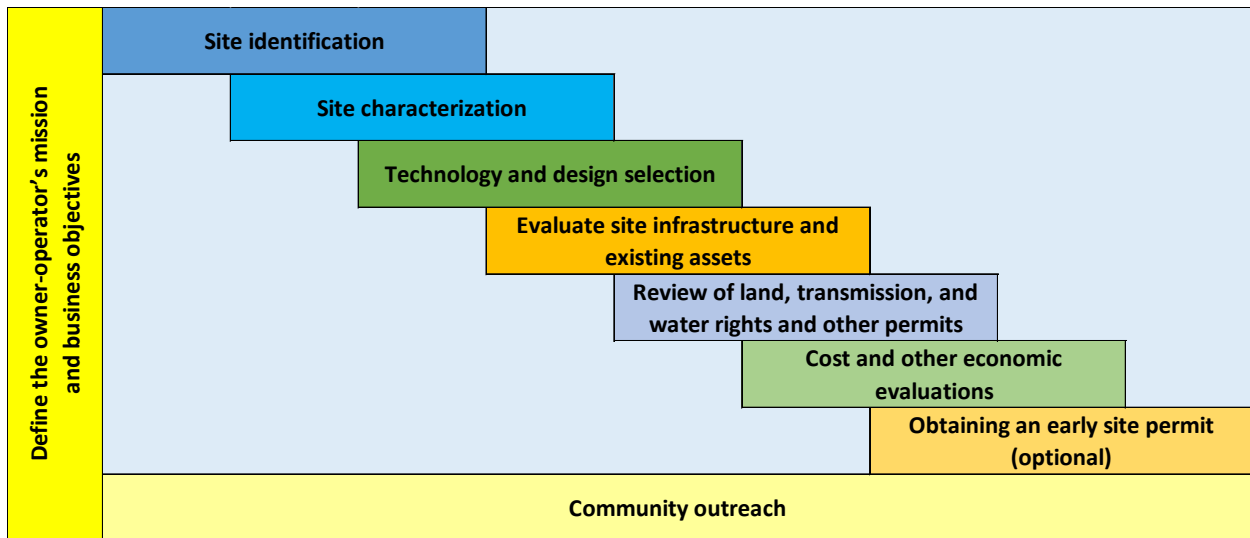 Define the owner-operator’s mission
and business objectives
Site identification
Site characterization
Technology and design selection
Evaluate site infrastructure and
existing assets
Review of land, transmission, and
water rights and other permits
Cost and other economic
evaluations
Obtaining an early site permit
(optional)
Community outreach